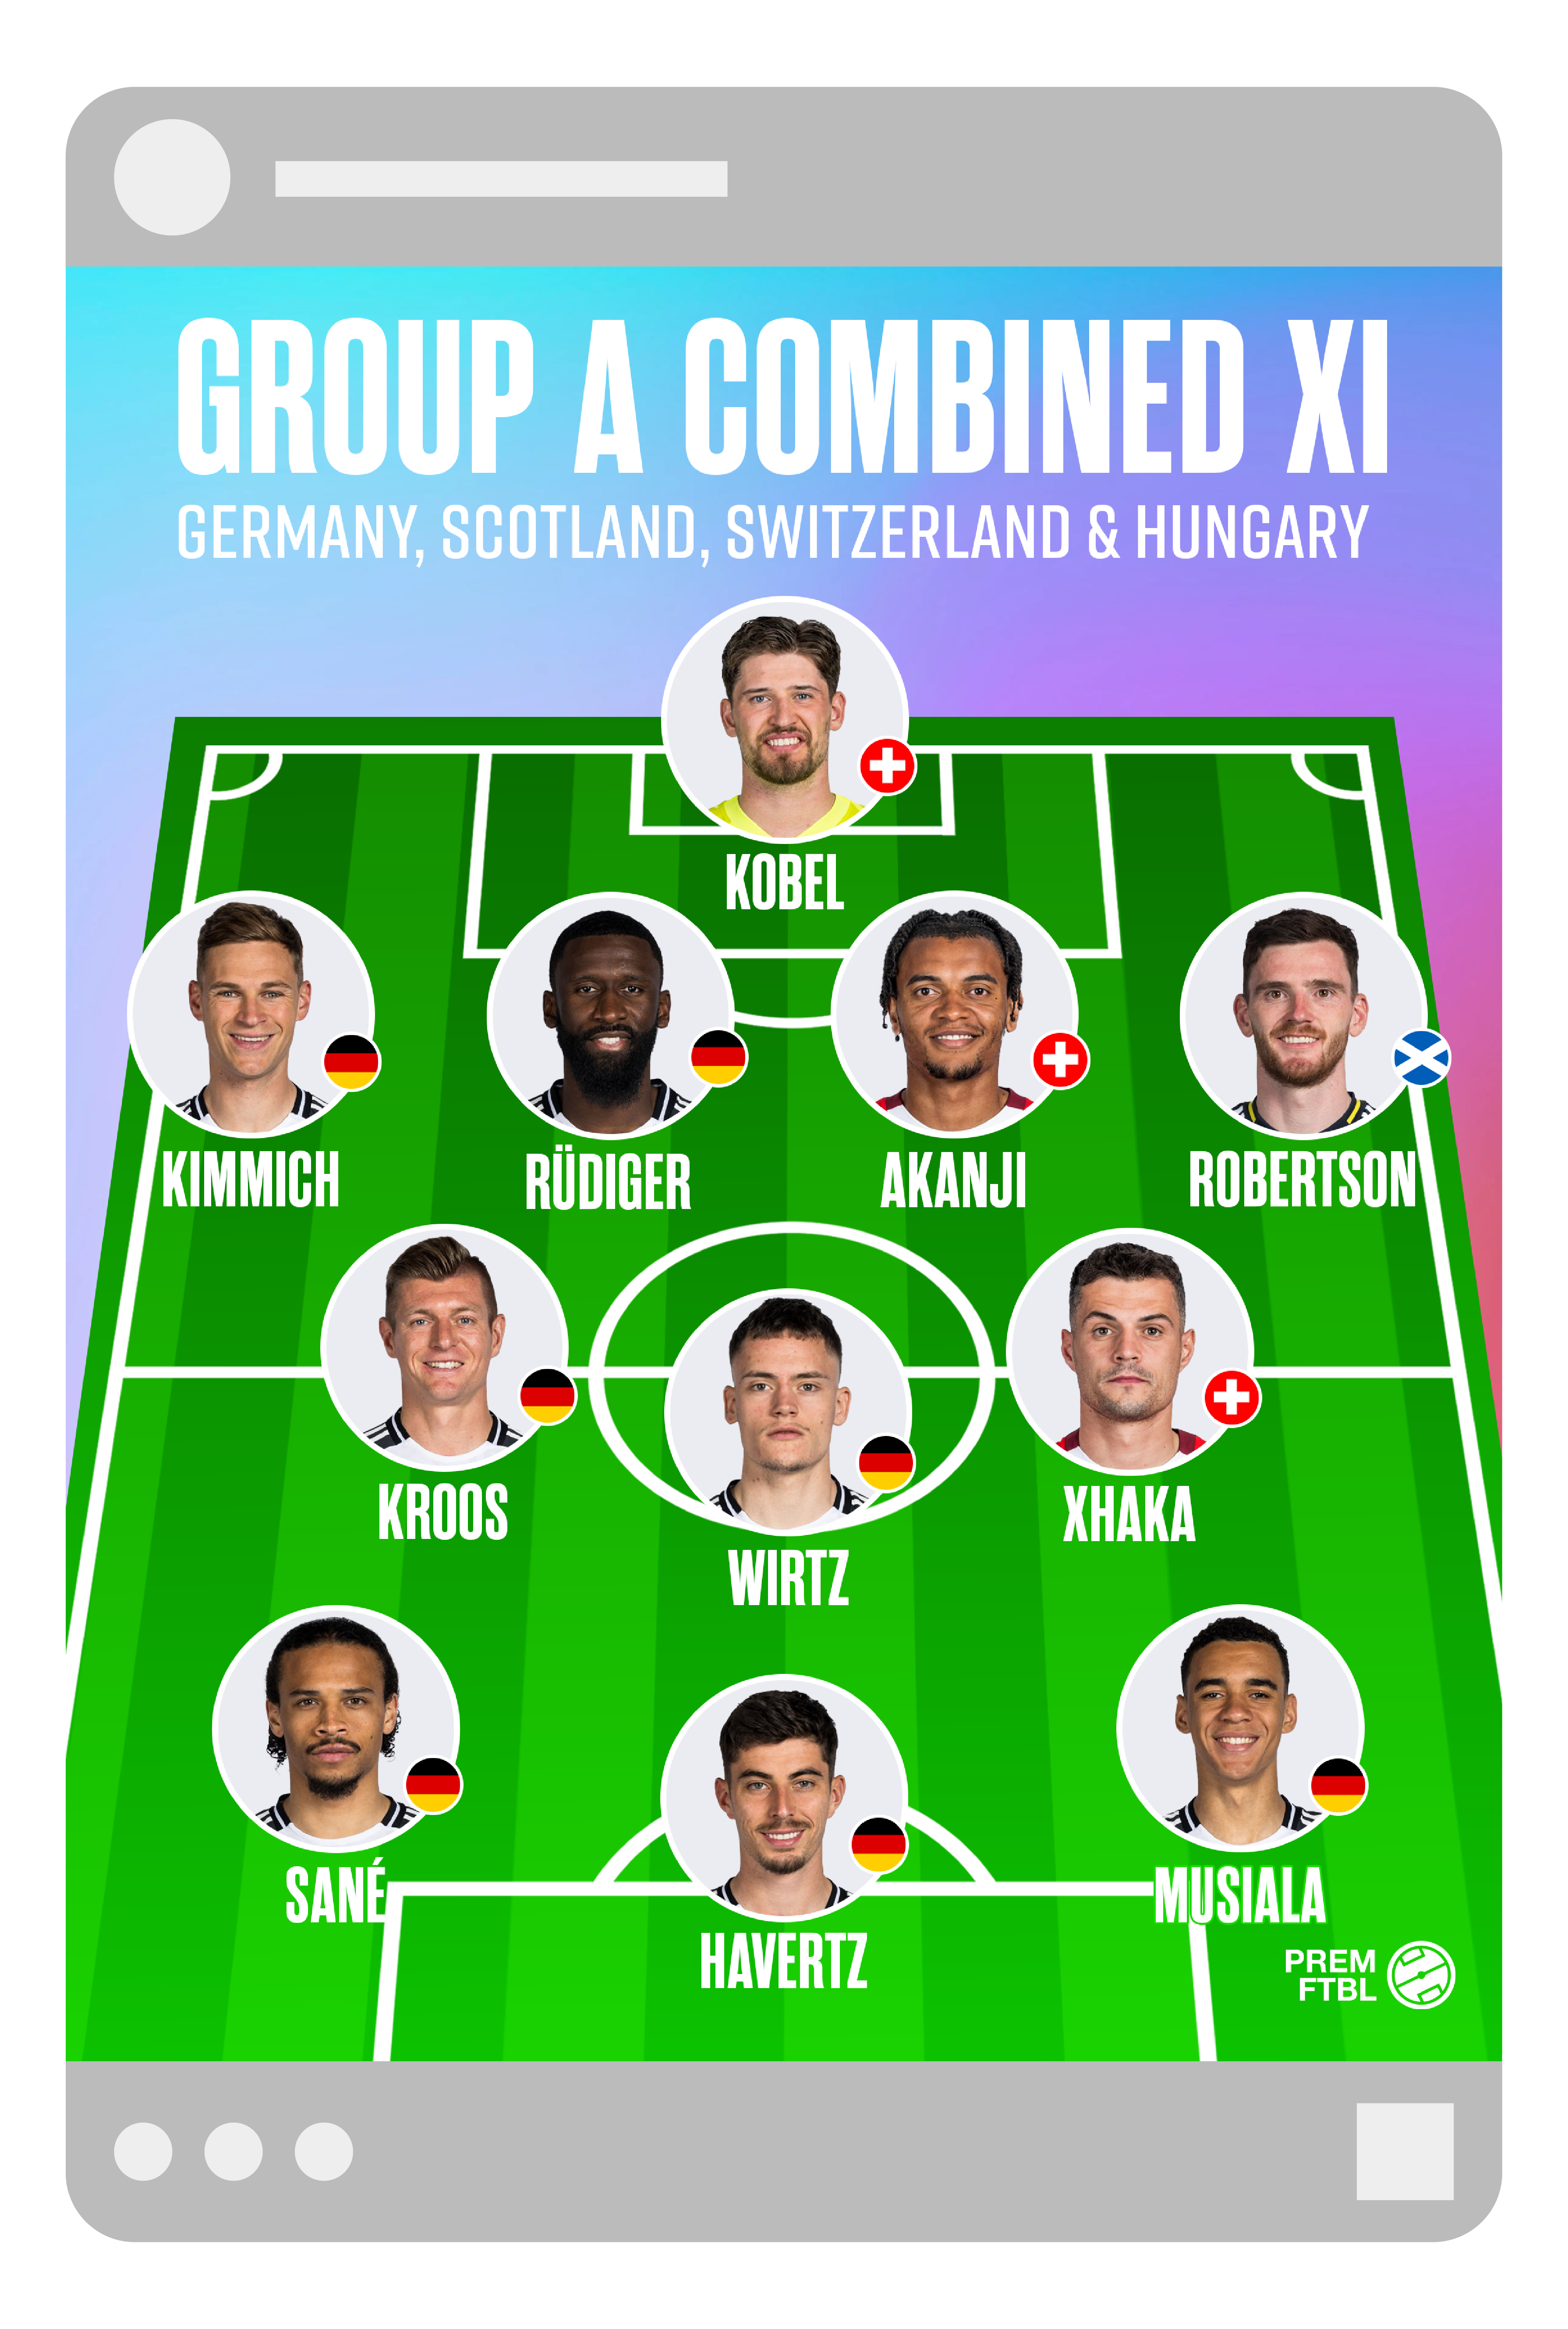 GROUP A COMBINED XI
GERMANY, SCOTLAND, SWITZERLAND & HUNGARY
KOBEL
KIMMICH
RÜDIGER
AKANJI
ROBERTSON
KROOS
WIRTZ
XHAKA
SANÉ
HAVERTZ
MUSIALA
PREM
FTBL